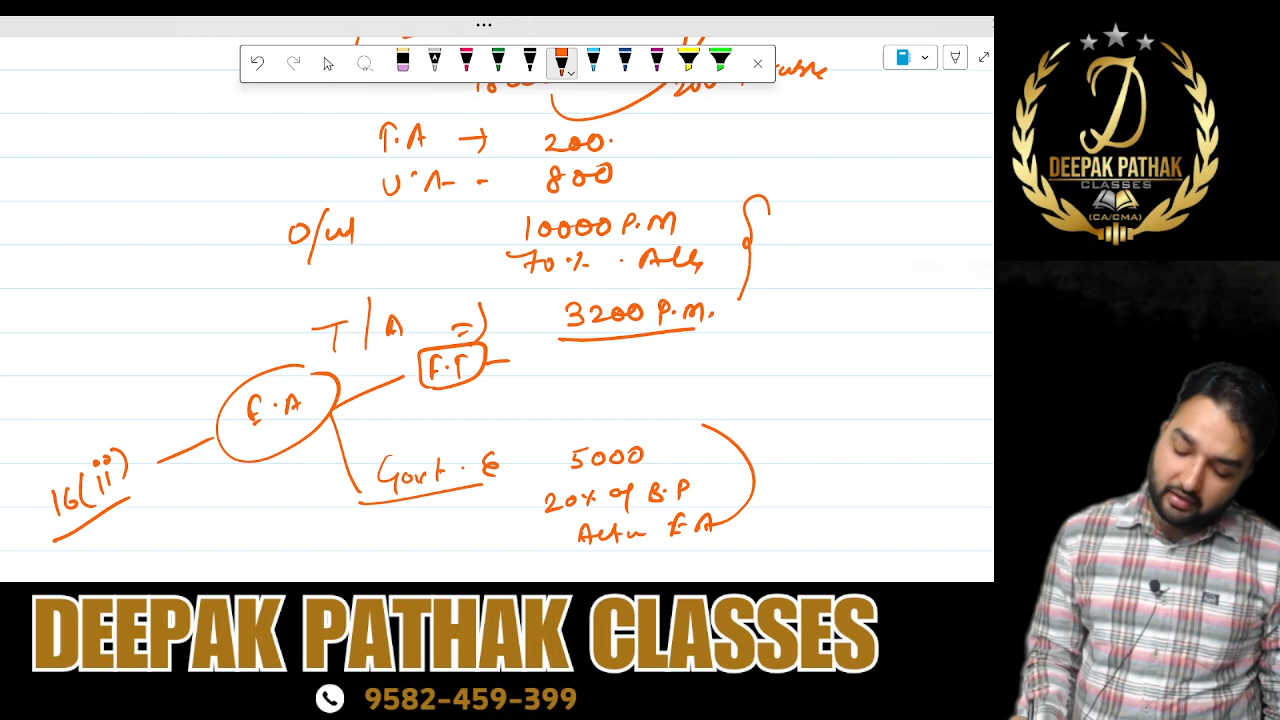 T.A → 200.
U.A - 800
O/W 10000 P.M
70% . All
3200 P.M.
T/A =)
F.T
E.A
16(ii)
Govt. E 5000
20% of B.P
Actu E A
D
DEEPAK PATHAK
CLASSES
(CA/CMA)
DEEPAK PATHAK CLASSES
9582-459-399